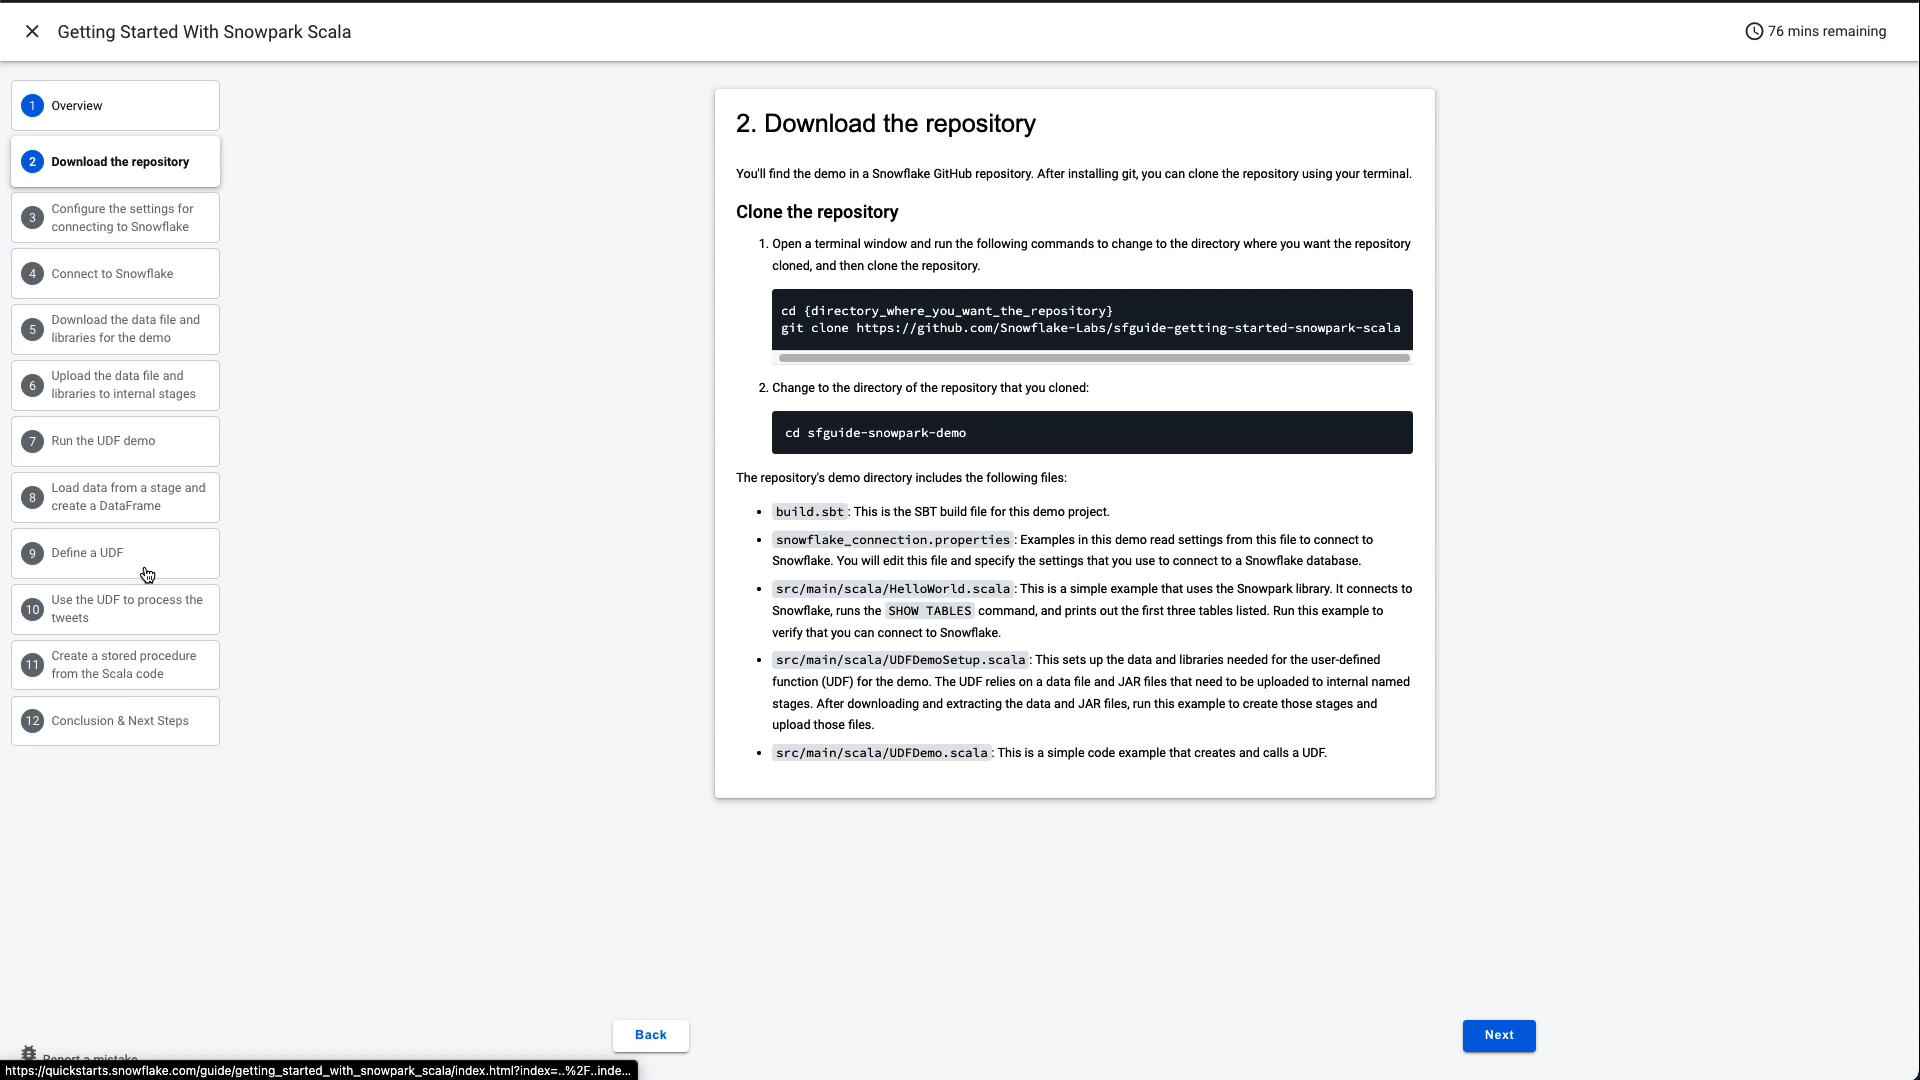 Getting Started With Snowpark Scala
76 mins remaining
1 Overview
2 Download the repository
3 Configure the settings for
connecting to Snowflake
4 Connect to Snowflake
5 Download the data file and
libraries for the demo
6 Upload the data file and
libraries to internal stages
7 Run the UDF demo
8 Load data from a stage and
create a DataFrame
9 Define a UDF
10 Use the UDF to process the
tweets
11 Create a stored procedure
from the Scala code
12 Conclusion & Next Steps
2. Download the repository
You'll find the demo in a Snowflake GitHub repository. After installing git, you can clone the repository using your terminal.
Clone the repository
1. Open a terminal window and run the following commands to change to the directory where you want the repository
cloned, and then clone the repository.
cd {directory_where_you_want_the_repository}
git clone https://github.com/Snowflake-Labs/sfguide-getting-started-snowpark-scala
2. Change to the directory of the repository that you cloned:
cd sfguide-snowpark-demo
The repository's demo directory includes the following files:
• build.sbt: This is the SBT build file for this demo project.
• snowflake_connection.properties: Examples in this demo read settings from this file to connect to
Snowflake. You will edit this file and specify the settings that you use to connect to a Snowflake database.
• src/main/scala/HelloWorld.scala: This is a simple example that uses the Snowpark library. It connects to
Snowflake, runs the SHOW TABLES command, and prints out the first three tables listed. Run this example to
verify that you can connect to Snowflake.
• src/main/scala/UDFDemoSetup.scala: This sets up the data and libraries needed for the user-defined
function (UDF) for the demo. The UDF relies on a data file and JAR files that need to be uploaded to internal named
stages. After downloading and extracting the data and JAR files, run this example to create those stages and
upload those files.
• src/main/scala/UDFDemo.scala: This is a simple code example that creates and calls a UDF.
Back
Next
Report a mistake
https://quickstarts.snowflake.com/guide/getting_started_with_snowpark_scala/index.html?index=..%2F..inde...